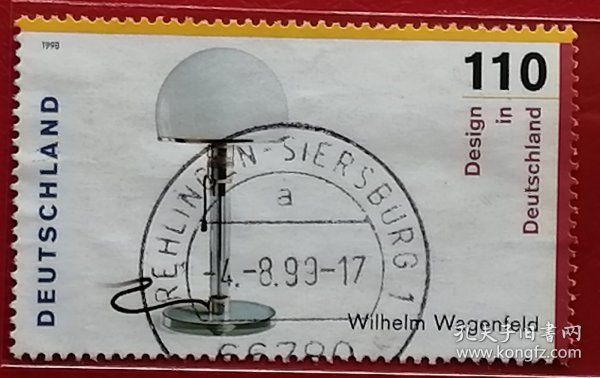 1998
DEUTSCHLAND
110
Design
in
Deutschland
REHLINGEN-SIERSBURG 1
a
-4.-8.99-17
66780
Wilhelm Wagenfeld
孔夫子旧书网
www.kongfz.com